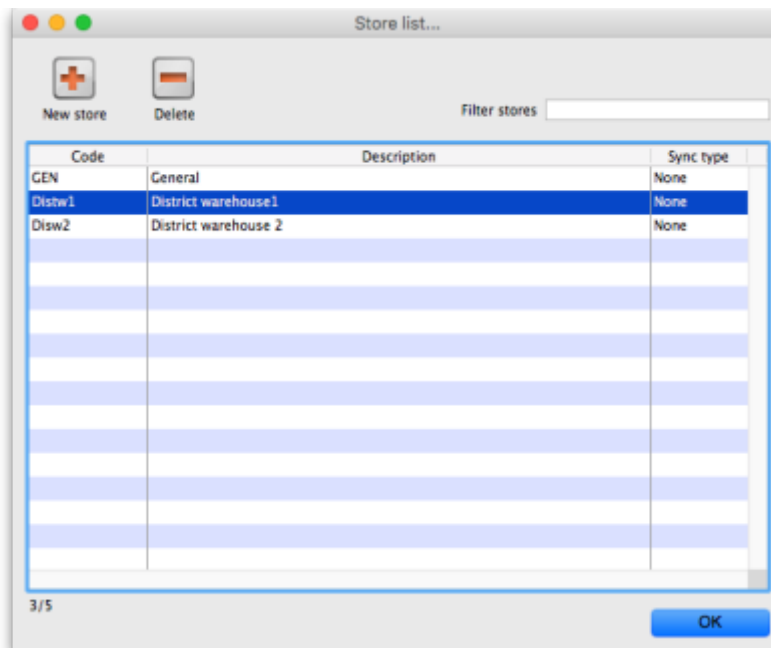 Store list...
New store Delete Filter stores
Code Description Sync type
GEN General None
Distw1 District warehouse1 None
Disw2 District warehouse 2 None
3/5
OK